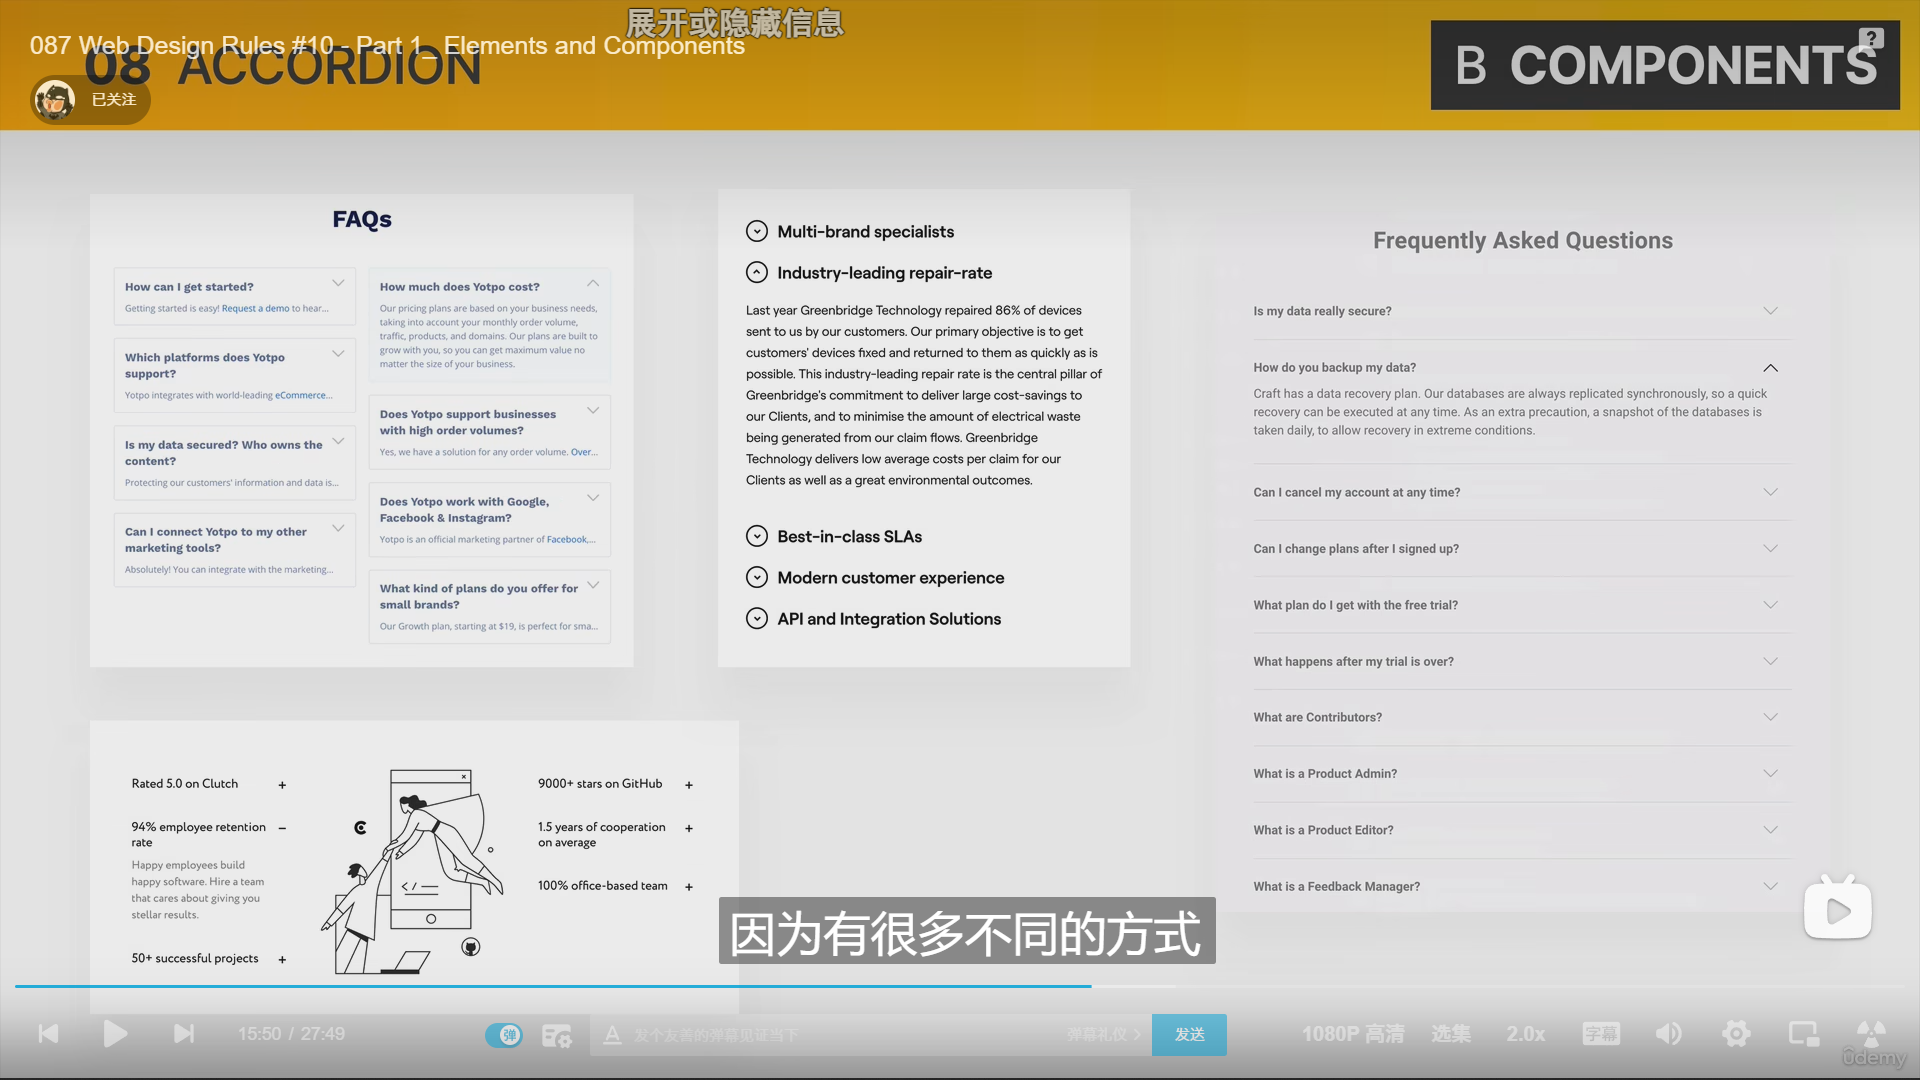 展开或隐藏信息
087 Web Design Rules #10 - Part 1_ Elements and Components
08 ACCORDION
B COMPONENTS
?
已关注
FAQs
How can I get started?
Getting started is easy! Request a demo to hear...
Which platforms does Yotpo
support?
Yotpo integrates with world-leading eCommerce...
Is my data secured? Who owns the
content?
Protecting our customers' information and data is...
Can I connect Yotpo to my other
marketing tools?
Absolutely! You can integrate with the marketing...
How much does Yotpo cost?
Our pricing plans are based on your business needs,
taking into account your monthly order volume,
traffic, products, and domains. Our plans are built to
grow with you, so you can get maximum value no
matter the size of your business.
Does Yotpo support businesses
with high order volumes?
Yes, we have a solution for any order volume. Over...
Does Yotpo work with Google,
Facebook & Instagram?
Yotpo is an official marketing partner of Facebook,...
What kind of plans do you offer for
small brands?
Our Growth plan, starting at $19, is perfect for sma...
Multi-brand specialists
Industry-leading repair-rate
Last year Greenbridge Technology repaired 86% of devices
sent to us by our customers. Our primary objective is to get
customers' devices fixed and returned to them as quickly as is
possible. This industry-leading repair rate is the central pillar of
Greenbridge's commitment to deliver large cost-savings to
our Clients, and to minimise the amount of electrical waste
being generated from our claim flows. Greenbridge
Technology delivers low average costs per claim for our
Clients as well as a great environmental outcomes.
Best-in-class SLAs
Modern customer experience
API and Integration Solutions
Frequently Asked Questions
Is my data really secure?
How do you backup my data?
Craft has a data recovery plan. Our databases are always replicated synchronously, so a quick
recovery can be executed at any time. As an extra precaution, a snapshot of the databases is
taken daily, to allow recovery in extreme conditions.
Can I cancel my account at any time?
Can I change plans after I signed up?
What plan do I get with the free trial?
What happens after my trial is over?
What are Contributors?
What is a Product Admin?
What is a Product Editor?
What is a Feedback Manager?
Rated 5.0 on Clutch +
94% employee retention −
rate
Happy employees build
happy software. Hire a team
that cares about giving you
stellar results.
50+ successful projects +
</>
9000+ stars on GitHub +
1.5 years of cooperation +
on average
100% office-based team +
因为有很多不同的方式
15:50 / 27:49
弹
A 发个友善的弹幕见证当下
弹幕礼仪 >
发送
1080P 高清
选集
2.0x
字幕
ûdemy